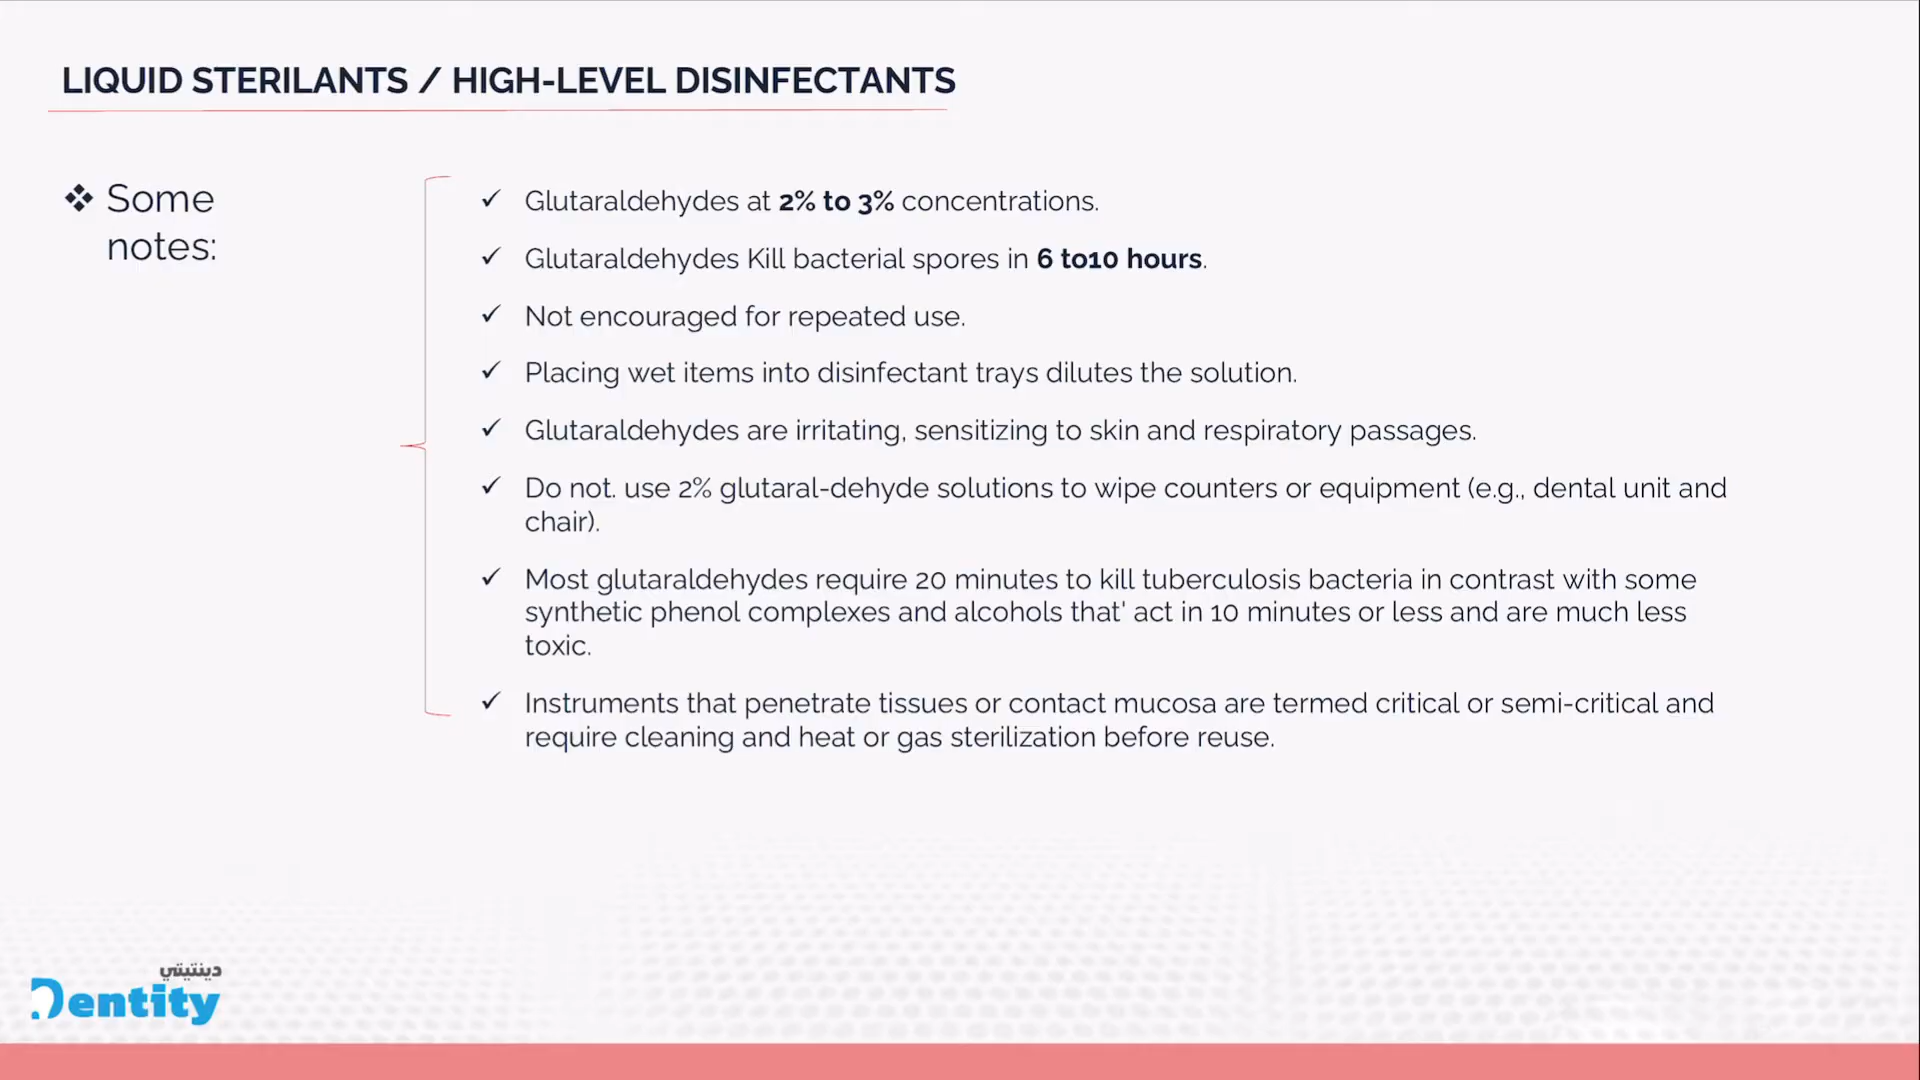 LIQUID STERILANTS / HIGH-LEVEL DISINFECTANTS
❖ Some
notes:
✓ Glutaraldehydes at 2% to 3% concentrations.
✓ Glutaraldehydes Kill bacterial spores in 6 to10 hours.
✓ Not encouraged for repeated use.
✓ Placing wet items into disinfectant trays dilutes the solution.
✓ Glutaraldehydes are irritating, sensitizing to skin and respiratory passages.
✓ Do not. use 2% glutaral-dehyde solutions to wipe counters or equipment (e.g., dental unit and
chair).
✓ Most glutaraldehydes require 20 minutes to kill tuberculosis bacteria in contrast with some
synthetic phenol complexes and alcohols that' act in 10 minutes or less and are much less
toxic.
✓ Instruments that penetrate tissues or contact mucosa are termed critical or semi-critical and
require cleaning and heat or gas sterilization before reuse.
دينتيتي
Dentity